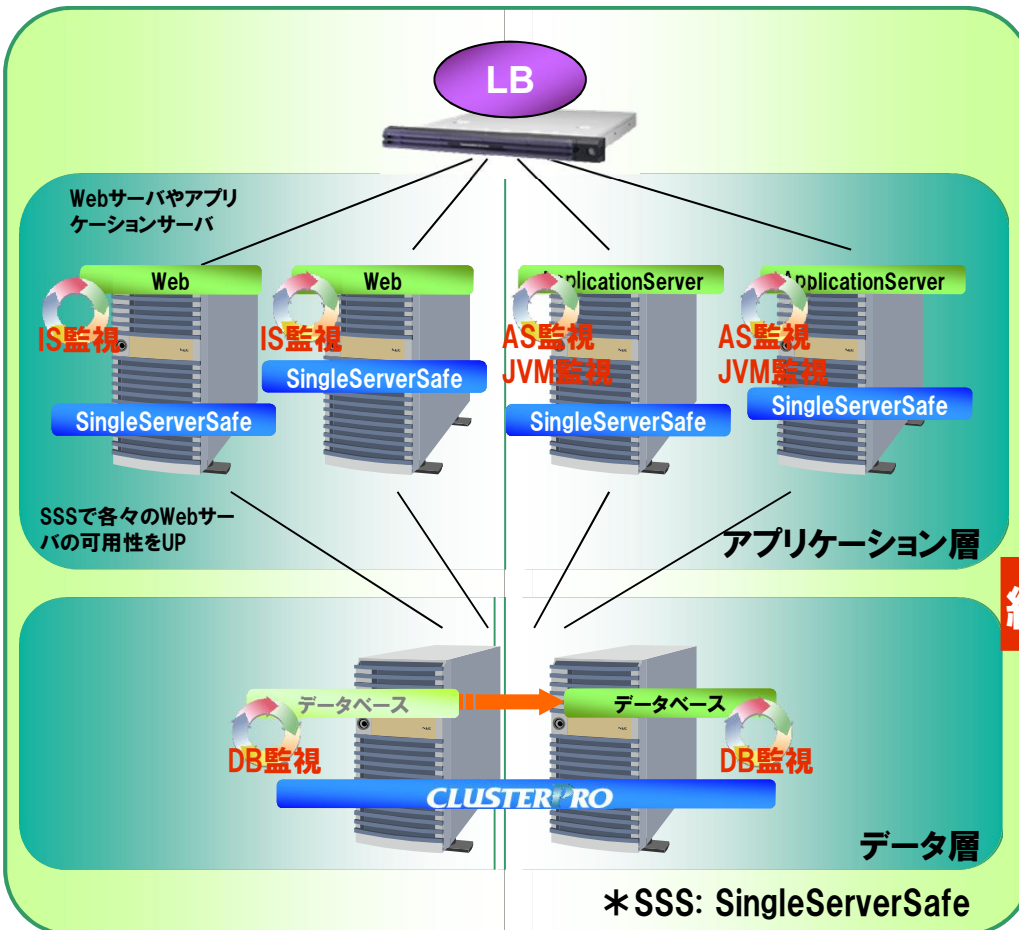 LB
Webサーバやアプリ
ケーションサーバ
Web
Web
ApplicationServer
ApplicationServer
IS監視
IS監視
AS監視
JVM監視
AS監視
JVM監視
SingleServerSafe
SingleServerSafe
SingleServerSafe
SingleServerSafe
SSSで各々のWebサー
バの可用性をUP
アプリケーション層
データベース
データベース
DB監視
DB監視
CLUSTERPRO
データ層
*SSS: SingleServerSafe